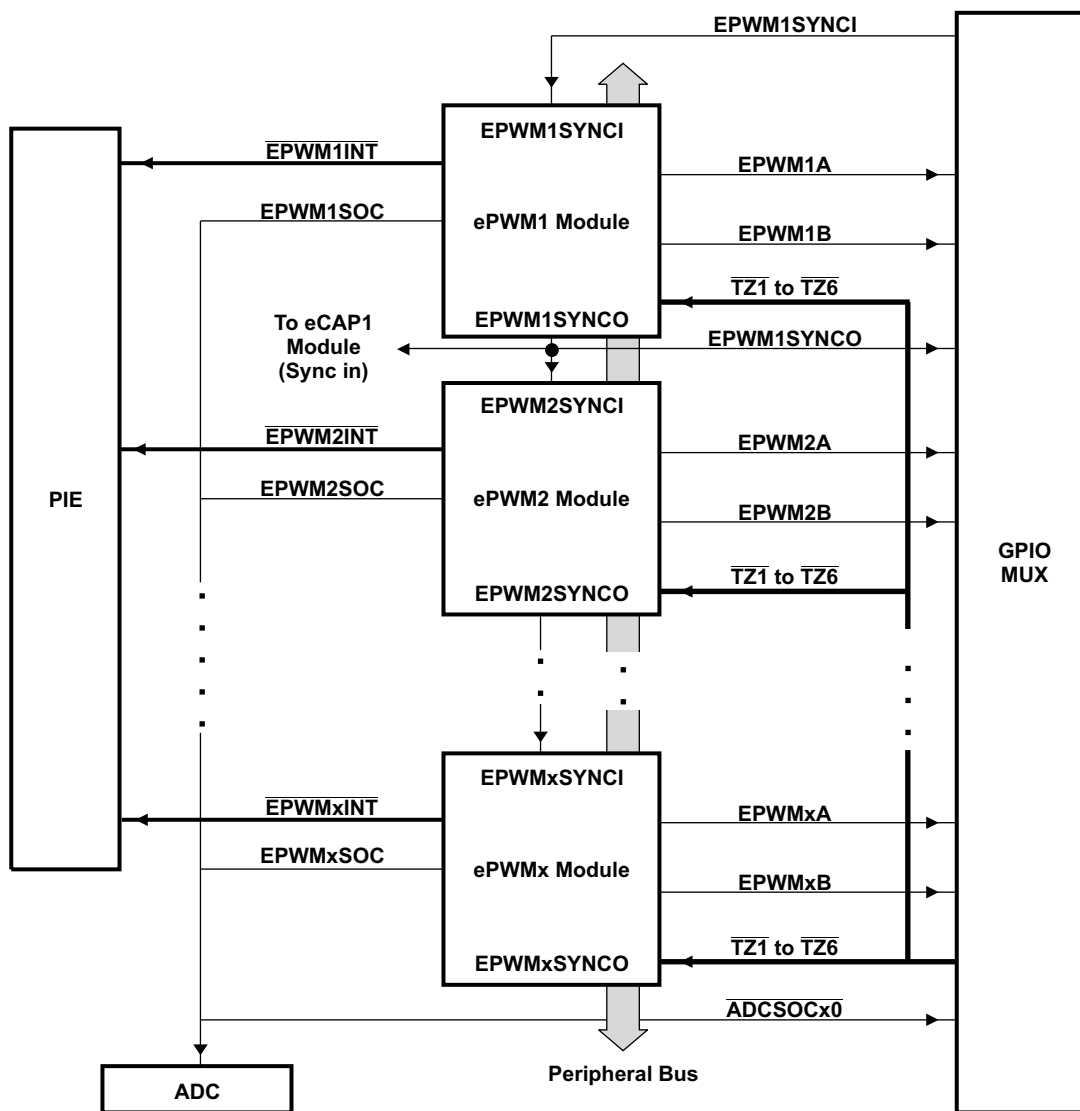 EPWM1SYNCI
EPWM1SYNCI
EPWM1INT
EPWM1A
EPWM1SOC
ePWM1 Module
EPWM1B
TZ1 to TZ6
To eCAP1
Module
(Sync in)
EPWM1SYNCO
EPWM1SYNCO
EPWM2SYNCI
EPWM2INT
EPWM2A
PIE
EPWM2SOC
ePWM2 Module
EPWM2B
GPIO
MUX
TZ1 to TZ6
EPWM2SYNCO
EPWMxSYNCI
EPWMxINT
EPWMxA
EPWMxSOC
ePWMx Module
EPWMxB
TZ1 to TZ6
EPWMxSYNCO
ADCSOCx0
Peripheral Bus
ADC